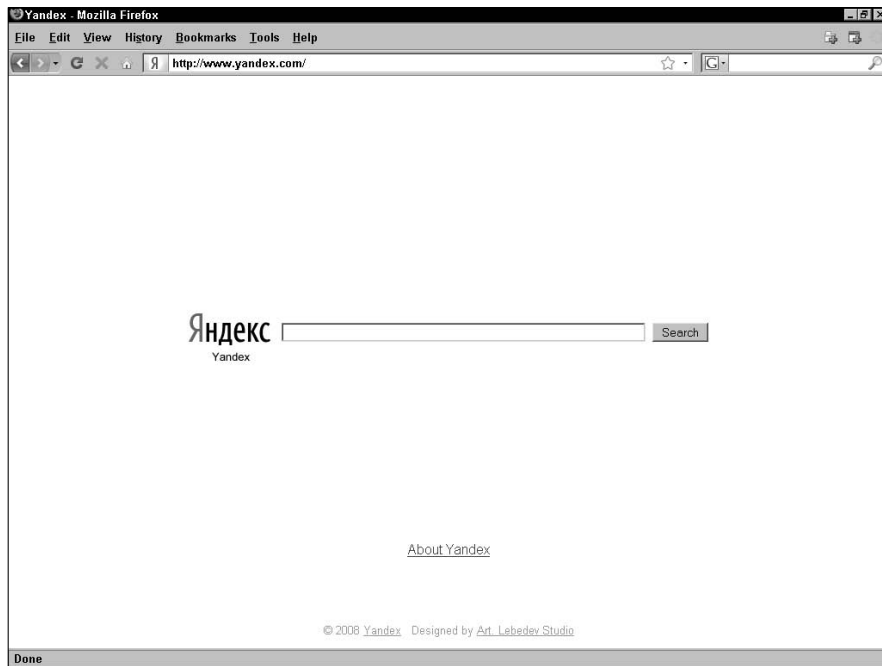 Yandex - Mozilla Firefox
File Edit View History Bookmarks Tools Help
Я http://www.yandex.com/ G
Яндекс Search
Yandex
About Yandex
© 2008 Yandex Designed by Art. Lebedev Studio
Done